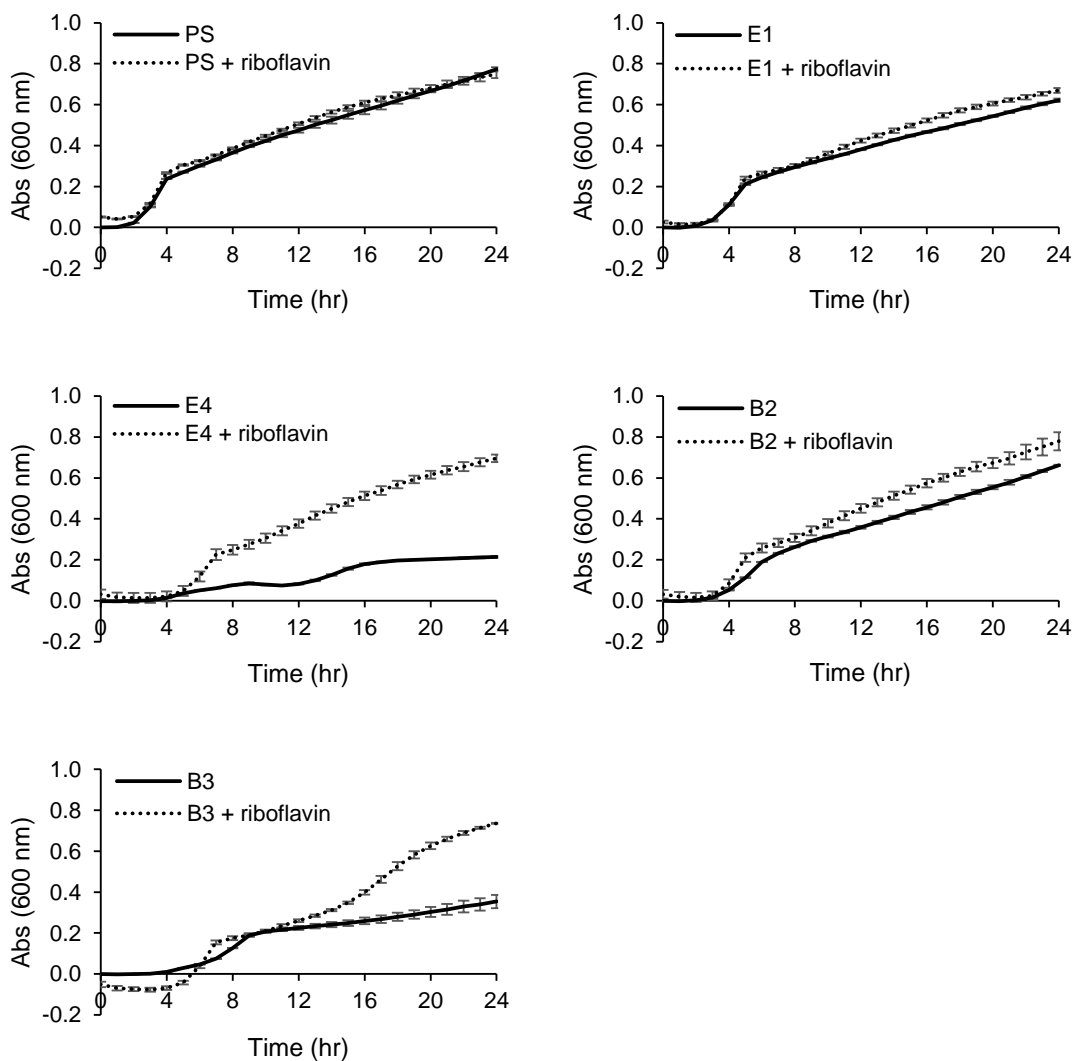 PS
PS + riboflavin
1.0
0.8
0.6
0.4
0.2
0.0
-0.2
Abs (600 nm)
0 4 8 12 16 20 24
Time (hr)
E1
E1 + riboflavin
1.0
0.8
0.6
0.4
0.2
0.0
-0.2
Abs (600 nm)
0 4 8 12 16 20 24
Time (hr)
E4
E4 + riboflavin
1.0
0.8
0.6
0.4
0.2
0.0
-0.2
Abs (600 nm)
0 4 8 12 16 20 24
Time (hr)
B2
B2 + riboflavin
1.0
0.8
0.6
0.4
0.2
0.0
-0.2
Abs (600 nm)
0 4 8 12 16 20 24
Time (hr)
B3
B3 + riboflavin
1.0
0.8
0.6
0.4
0.2
0.0
-0.2
Abs (600 nm)
0 4 8 12 16 20 24
Time (hr)